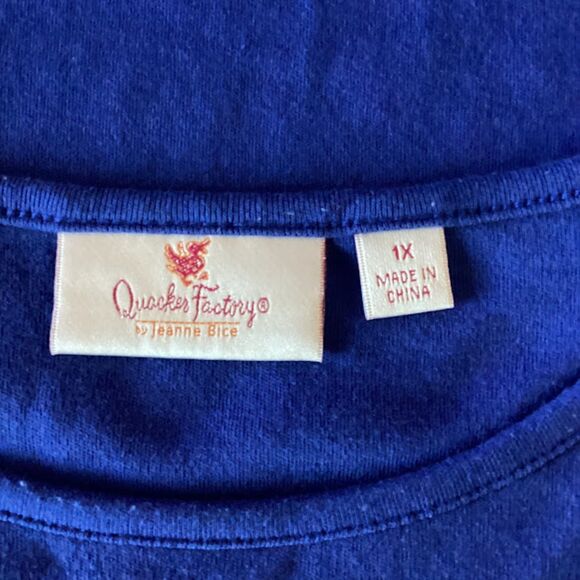 Quacker Factory®
by Jeanne Bice
1X
MADE IN
CHINA